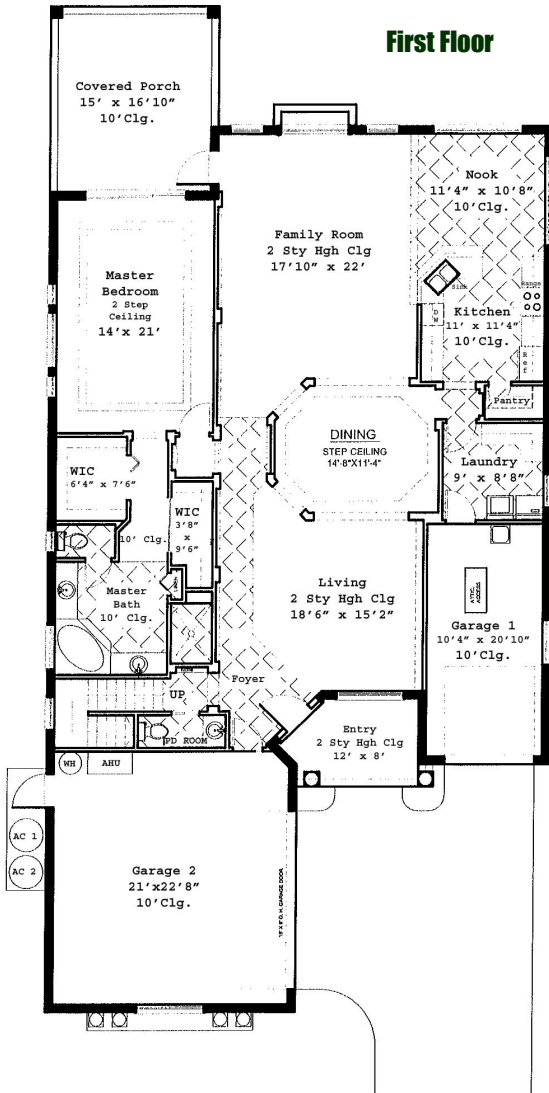 First Floor
Covered Porch
15' x 16'10"
10'Clg.
Nook
11'4" x 10'8"
10'Clg.
Family Room
2 Sty Hgh Clg
17'10" x 22'
Master
Bedroom
2 Step
Ceiling
14'x 21'
Sink
Range
DW
Kitchen
11' x 11'4"
10'Clg.
Ref
Pantry
DINING
STEP CEILING
14'-8"X11'-4"
WIC
6'4" x 7'6"
Laundry
9' x 8'8"
WIC
3'8"
x
9'6"
10' Clg.
Living
2 Sty Hgh Clg
18'6" x 15'2"
ATTIC
ACCESS
Master
Bath
10' Clg.
Garage 1
10'4" x 20'10"
10'Clg.
Foyer
UP
PD ROOM
Entry
2 Sty Hgh Clg
12' x 8'
WH
AHU
AC 1
AC 2
Garage 2
21'x22'8"
10'Clg.
GARAGE DOOR